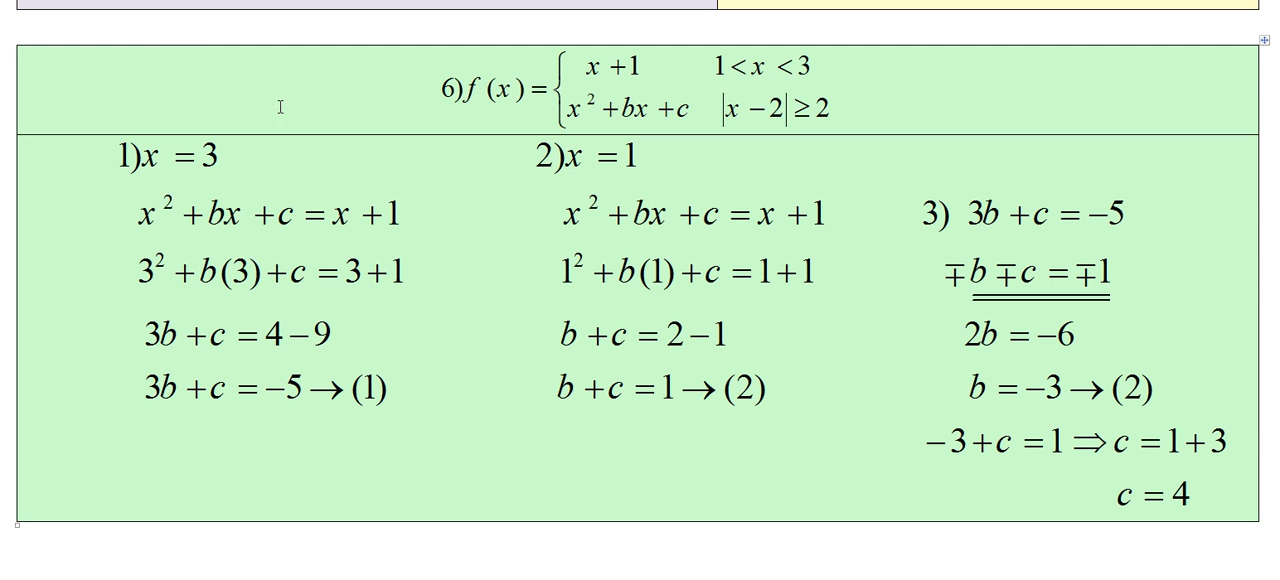 6)f(x)={ x+1 1<x<3
x²+bx+c |x−2|≥2
1)x=3
x²+bx+c=x+1
3²+b(3)+c=3+1
3b+c=4−9
3b+c=−5→(1)
2)x=1
x²+bx+c=x+1
1²+b(1)+c=1+1
b+c=2−1
b+c=1→(2)
3) 3b+c=−5
∓b∓c=∓1
2b=−6
b=−3→(2)
−3+c=1⇒c=1+3
c=4